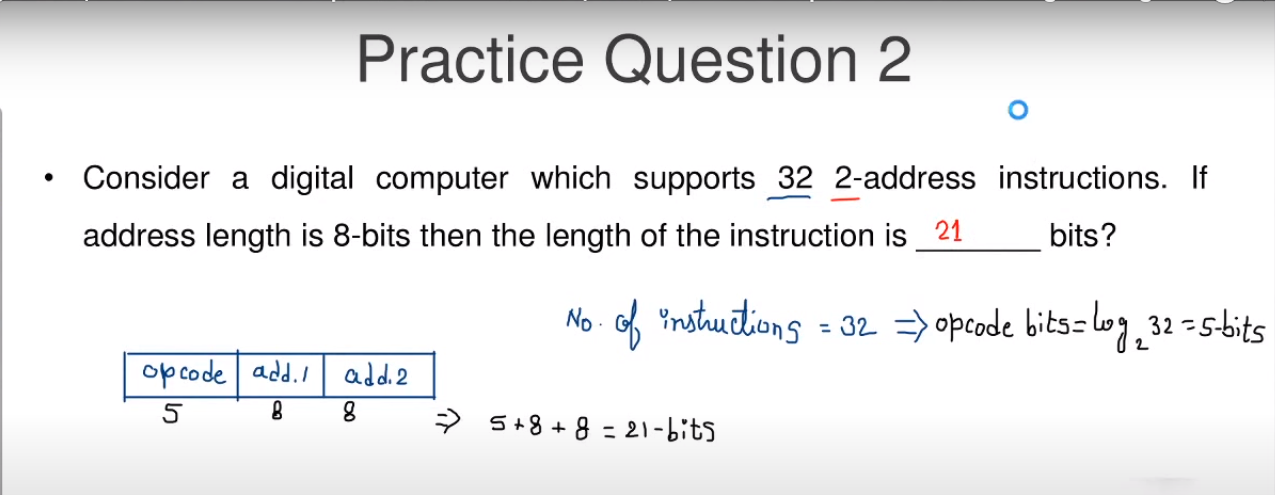 Practice Question 2
• Consider a digital computer which supports 32 2-address instructions. If
address length is 8-bits then the length of the instruction is 21 bits?
No. of instructions = 32 ⇒ opcode bits = log₂32 = 5-bits
opcode add.1 add.2
5 8 8 ⇒ 5+8+8 = 21-bits